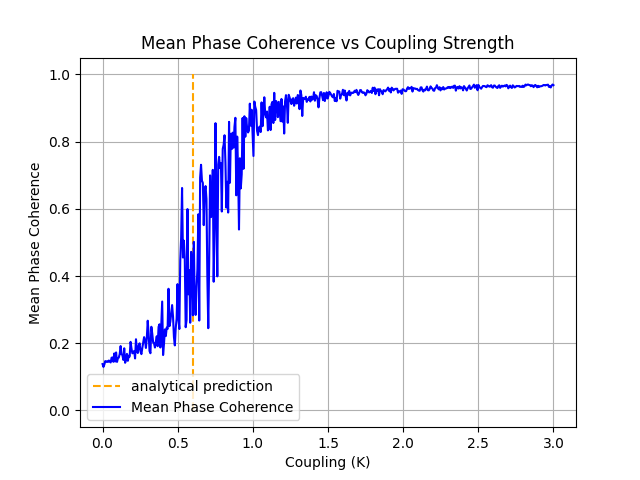 Mean Phase Coherence vs Coupling Strength
Mean Phase Coherence
1.0
0.8
0.6
0.4
0.2
0.0
analytical prediction
Mean Phase Coherence
0.0 0.5 1.0 1.5 2.0 2.5 3.0
Coupling (K)